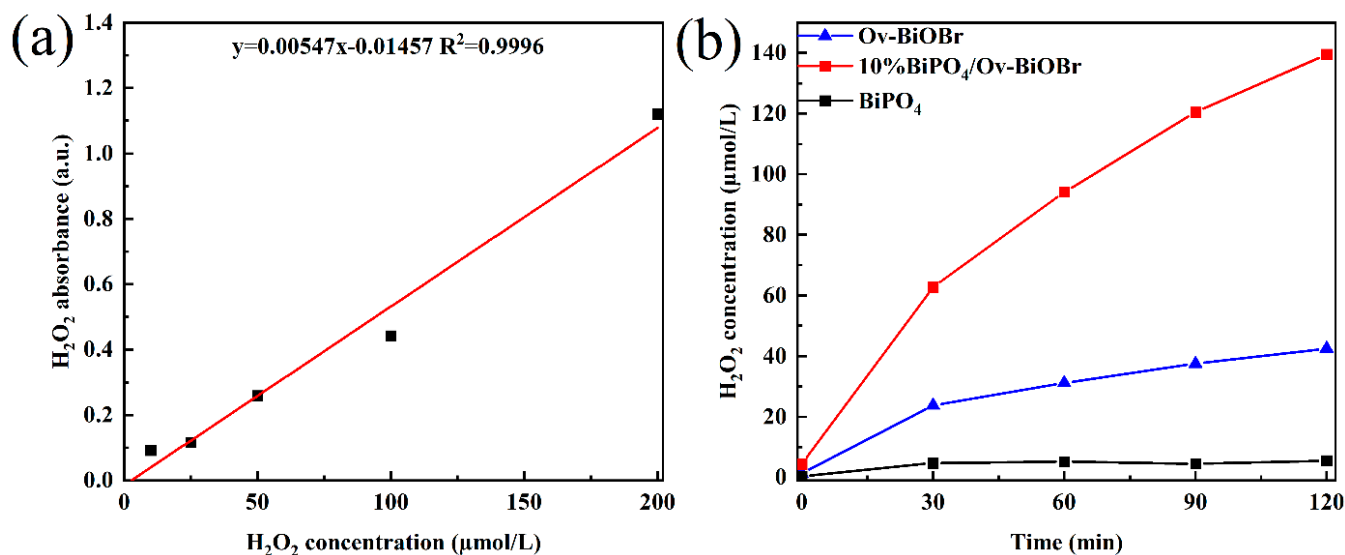 (a)
y=0.00547x-0.01457 R²=0.9996
H₂O₂ absorbance (a.u.)
1.4
1.2
1.0
0.8
0.6
0.4
0.2
0.0
0
50
100
150
200
H₂O₂ concentration (μmol/L)
(b)
Ov-BiOBr
10%BiPO₄/Ov-BiOBr
BiPO₄
H₂O₂ concentration (μmol/L)
140
120
100
80
60
40
20
0
0
30
60
90
120
Time (min)